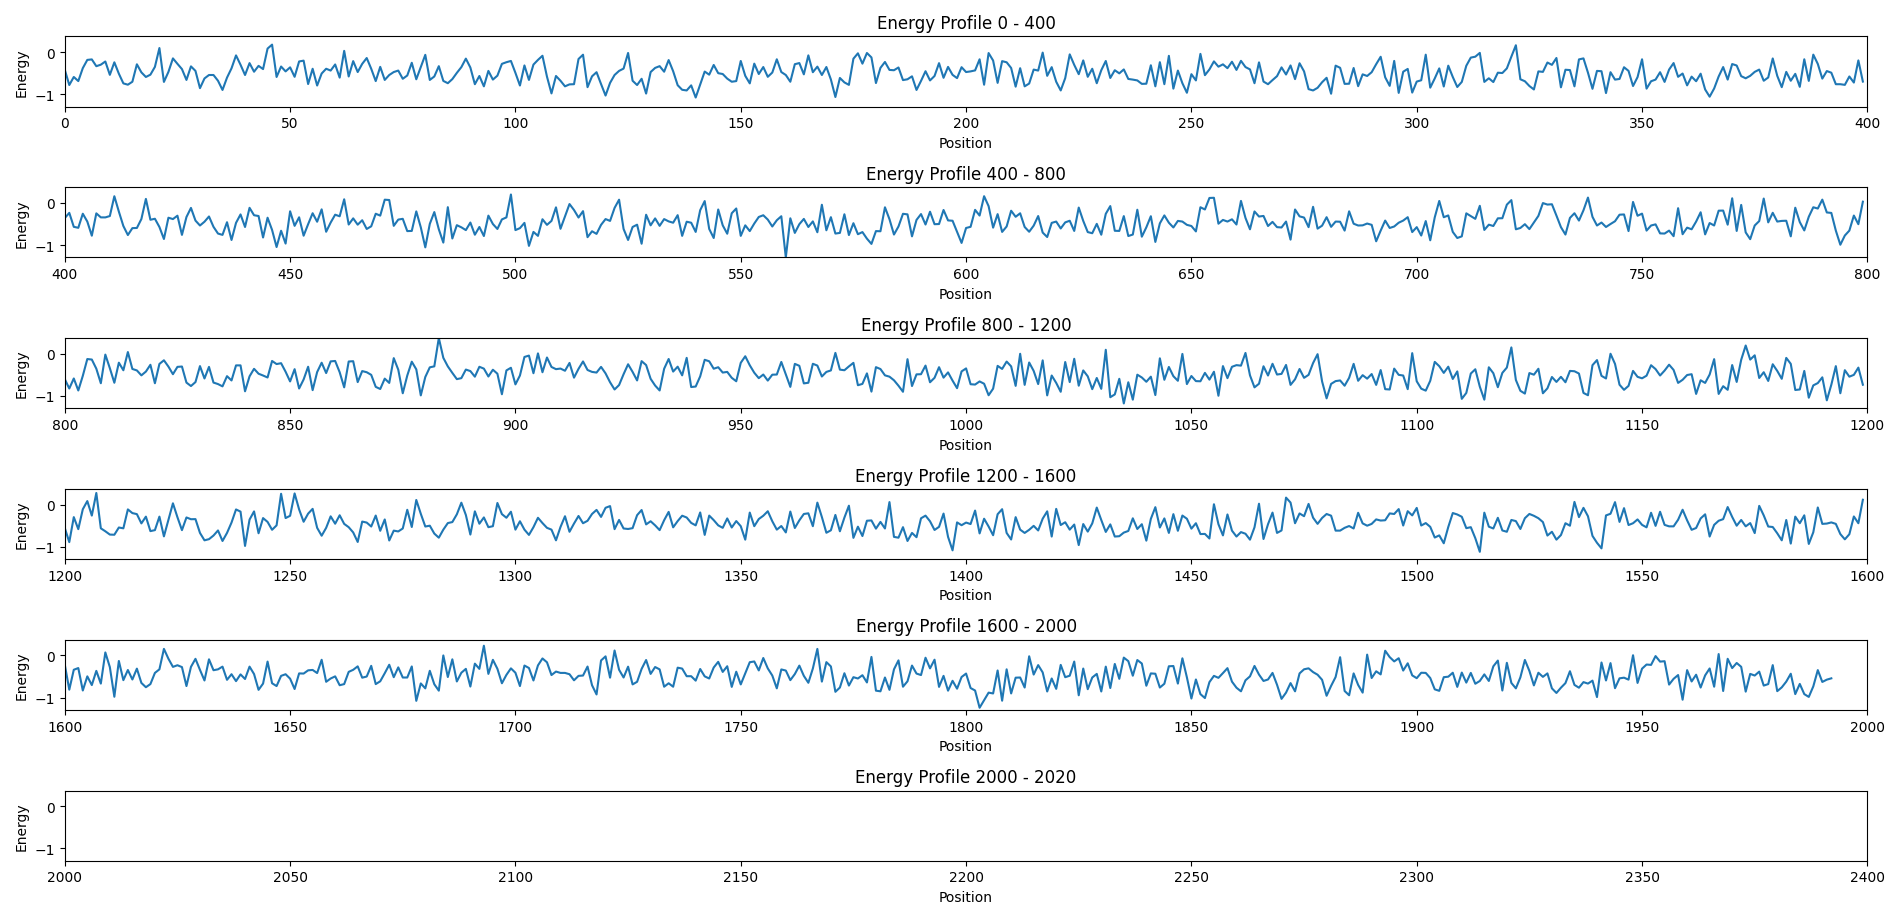 Energy Profile 0 - 400
Energy
0
−1
0 50 100 150 200 250 300 350 400
Position
Energy Profile 400 - 800
Energy
0
−1
400 450 500 550 600 650 700 750 800
Position
Energy Profile 800 - 1200
Energy
0
−1
800 850 900 950 1000 1050 1100 1150 1200
Position
Energy Profile 1200 - 1600
Energy
0
−1
1200 1250 1300 1350 1400 1450 1500 1550 1600
Position
Energy Profile 1600 - 2000
Energy
0
−1
1600 1650 1700 1750 1800 1850 1900 1950 2000
Position
Energy Profile 2000 - 2020
Energy
0
−1
2000 2050 2100 2150 2200 2250 2300 2350 2400
Position